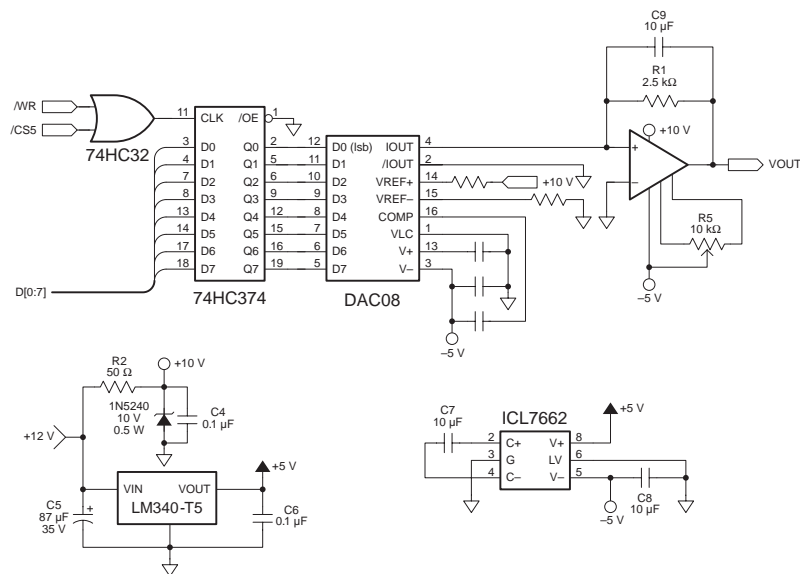 C9
10 µF
R1
2.5 kΩ
/WR
/CS5
74HC32
11 CLK /OE 1
3 D0 Q0 2 12 D0 (lsb) IOUT 4
4 D1 Q1 5 11 D1 /IOUT 2
7 D2 Q2 6 10 D2 VREF+ 14 +10 V
8 D3 Q3 9 9 D3 VREF– 15
13 D4 Q4 12 8 D4 COMP 16
14 D5 Q5 15 7 D5 VLC 1
17 D6 Q6 16 6 D6 V+ 13
18 D7 Q7 19 5 D7 V– 3
D[0:7]
74HC374
DAC08
–5 V
+10 V
+
–
VOUT
R5
10 kΩ
–5 V
R2
50 Ω
+10 V
1N5240
10 V
0.5 W
C4
0.1 µF
+12 V
+5 V
VIN VOUT
LM340-T5
C5
87 µF
35 V
+
C6
0.1 µF
ICL7662
+5 V
C7
10 µF
2 C+ V+ 8
3 G LV 6
4 C– V– 5
–5 V
C8
10 µF